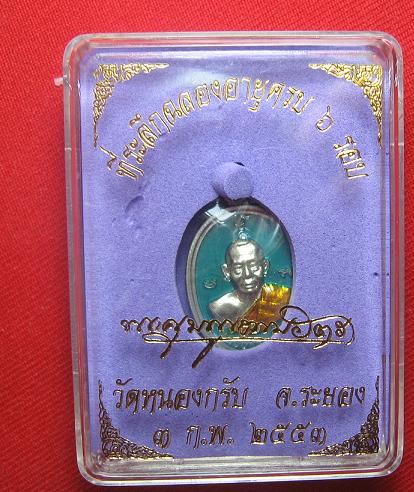 ที่ระลึกฉลองอายุครบ ๖ รอบ
วัดหนองกรับ จ.ระยอง
๓ ก.พ. ๒๕๕๓